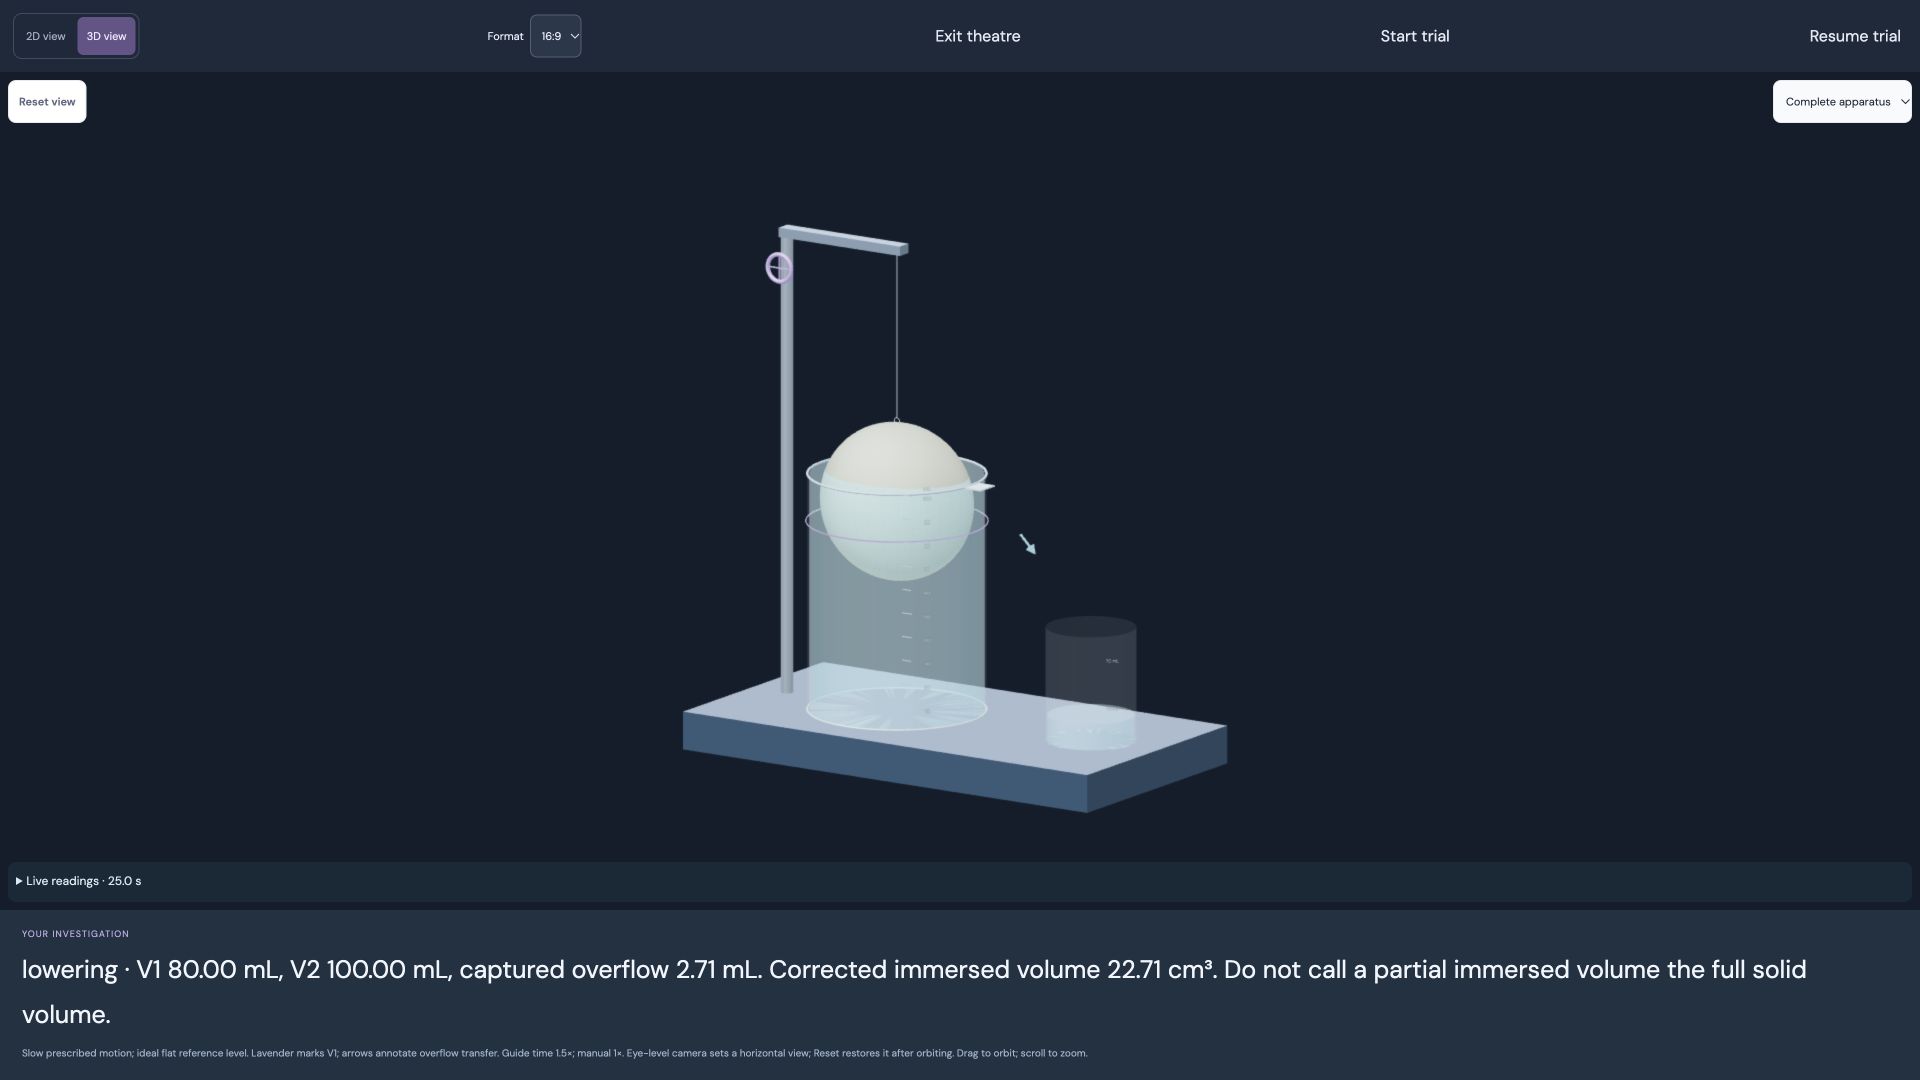 2D view
3D view
Format
16:9
Exit theatre
Start trial
Resume trial
Reset view
Complete apparatus
10 mL
Live readings · 25.0 s
YOUR INVESTIGATION
lowering · V1 80.00 mL, V2 100.00 mL, captured overflow 2.71 mL. Corrected immersed volume 22.71 cm³. Do not call a partial immersed volume the full solid
volume.
Slow prescribed motion; ideal flat reference level. Lavender marks V1; arrows annotate overflow transfer. Guide time 1.5×; manual 1×. Eye-level camera sets a horizontal view; Reset restores it after orbiting. Drag to orbit; scroll to zoom.